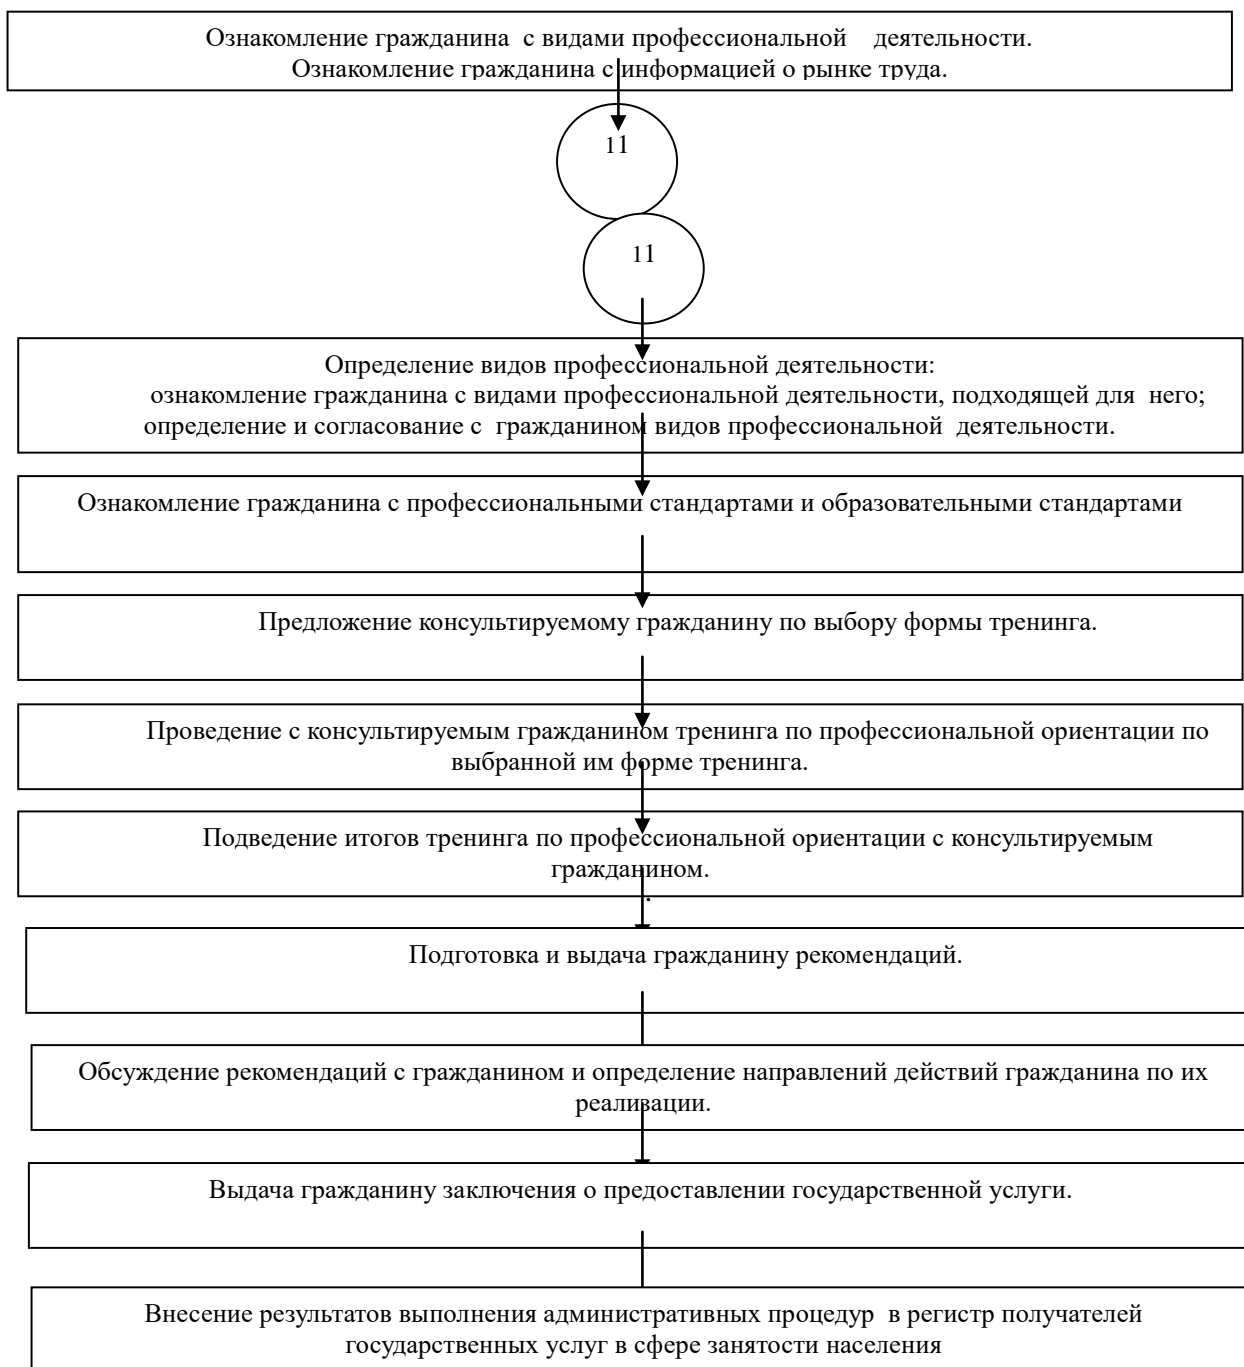 Ознакомление гражданина с видами профессиональной деятельности.
Ознакомление гражданина с информацией о рынке труда.
11
11
Определение видов профессиональной деятельности:
ознакомление гражданина с видами профессиональной деятельности, подходящей для него;
определение и согласование с гражданином видов профессиональной деятельности.
Ознакомление гражданина с профессиональными стандартами и образовательными стандартами
Предложение консультируемому гражданину по выбору формы тренинга.
Проведение с консультируемым гражданином тренинга по профессиональной ориентации по
выбранной им форме тренинга.
Подведение итогов тренинга по профессиональной ориентации с консультируемым
гражданином.
.
Подготовка и выдача гражданину рекомендаций.
Обсуждение рекомендаций с гражданином и определение направлений действий гражданина по их
реализации.
Выдача гражданину заключения о предоставлении государственной услуги.
Внесение результатов выполнения административных процедур в регистр получателей
государственных услуг в сфере занятости населения